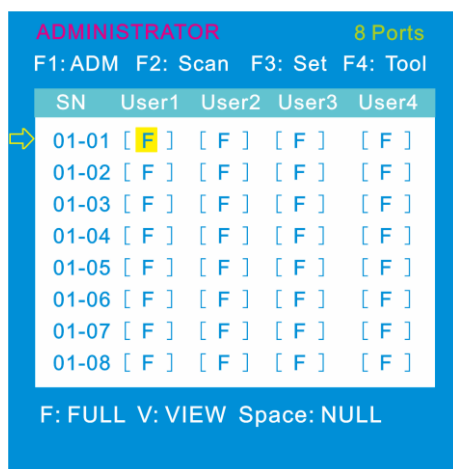 ADMINISTRATOR 8 Ports
F1: ADM F2: Scan F3: Set F4: Tool
SN User1 User2 User3 User4
01-01 [ F ] [ F ] [ F ] [ F ]
01-02 [ F ] [ F ] [ F ] [ F ]
01-03 [ F ] [ F ] [ F ] [ F ]
01-04 [ F ] [ F ] [ F ] [ F ]
01-05 [ F ] [ F ] [ F ] [ F ]
01-06 [ F ] [ F ] [ F ] [ F ]
01-07 [ F ] [ F ] [ F ] [ F ]
01-08 [ F ] [ F ] [ F ] [ F ]
F: FULL V: VIEW Space: NULL